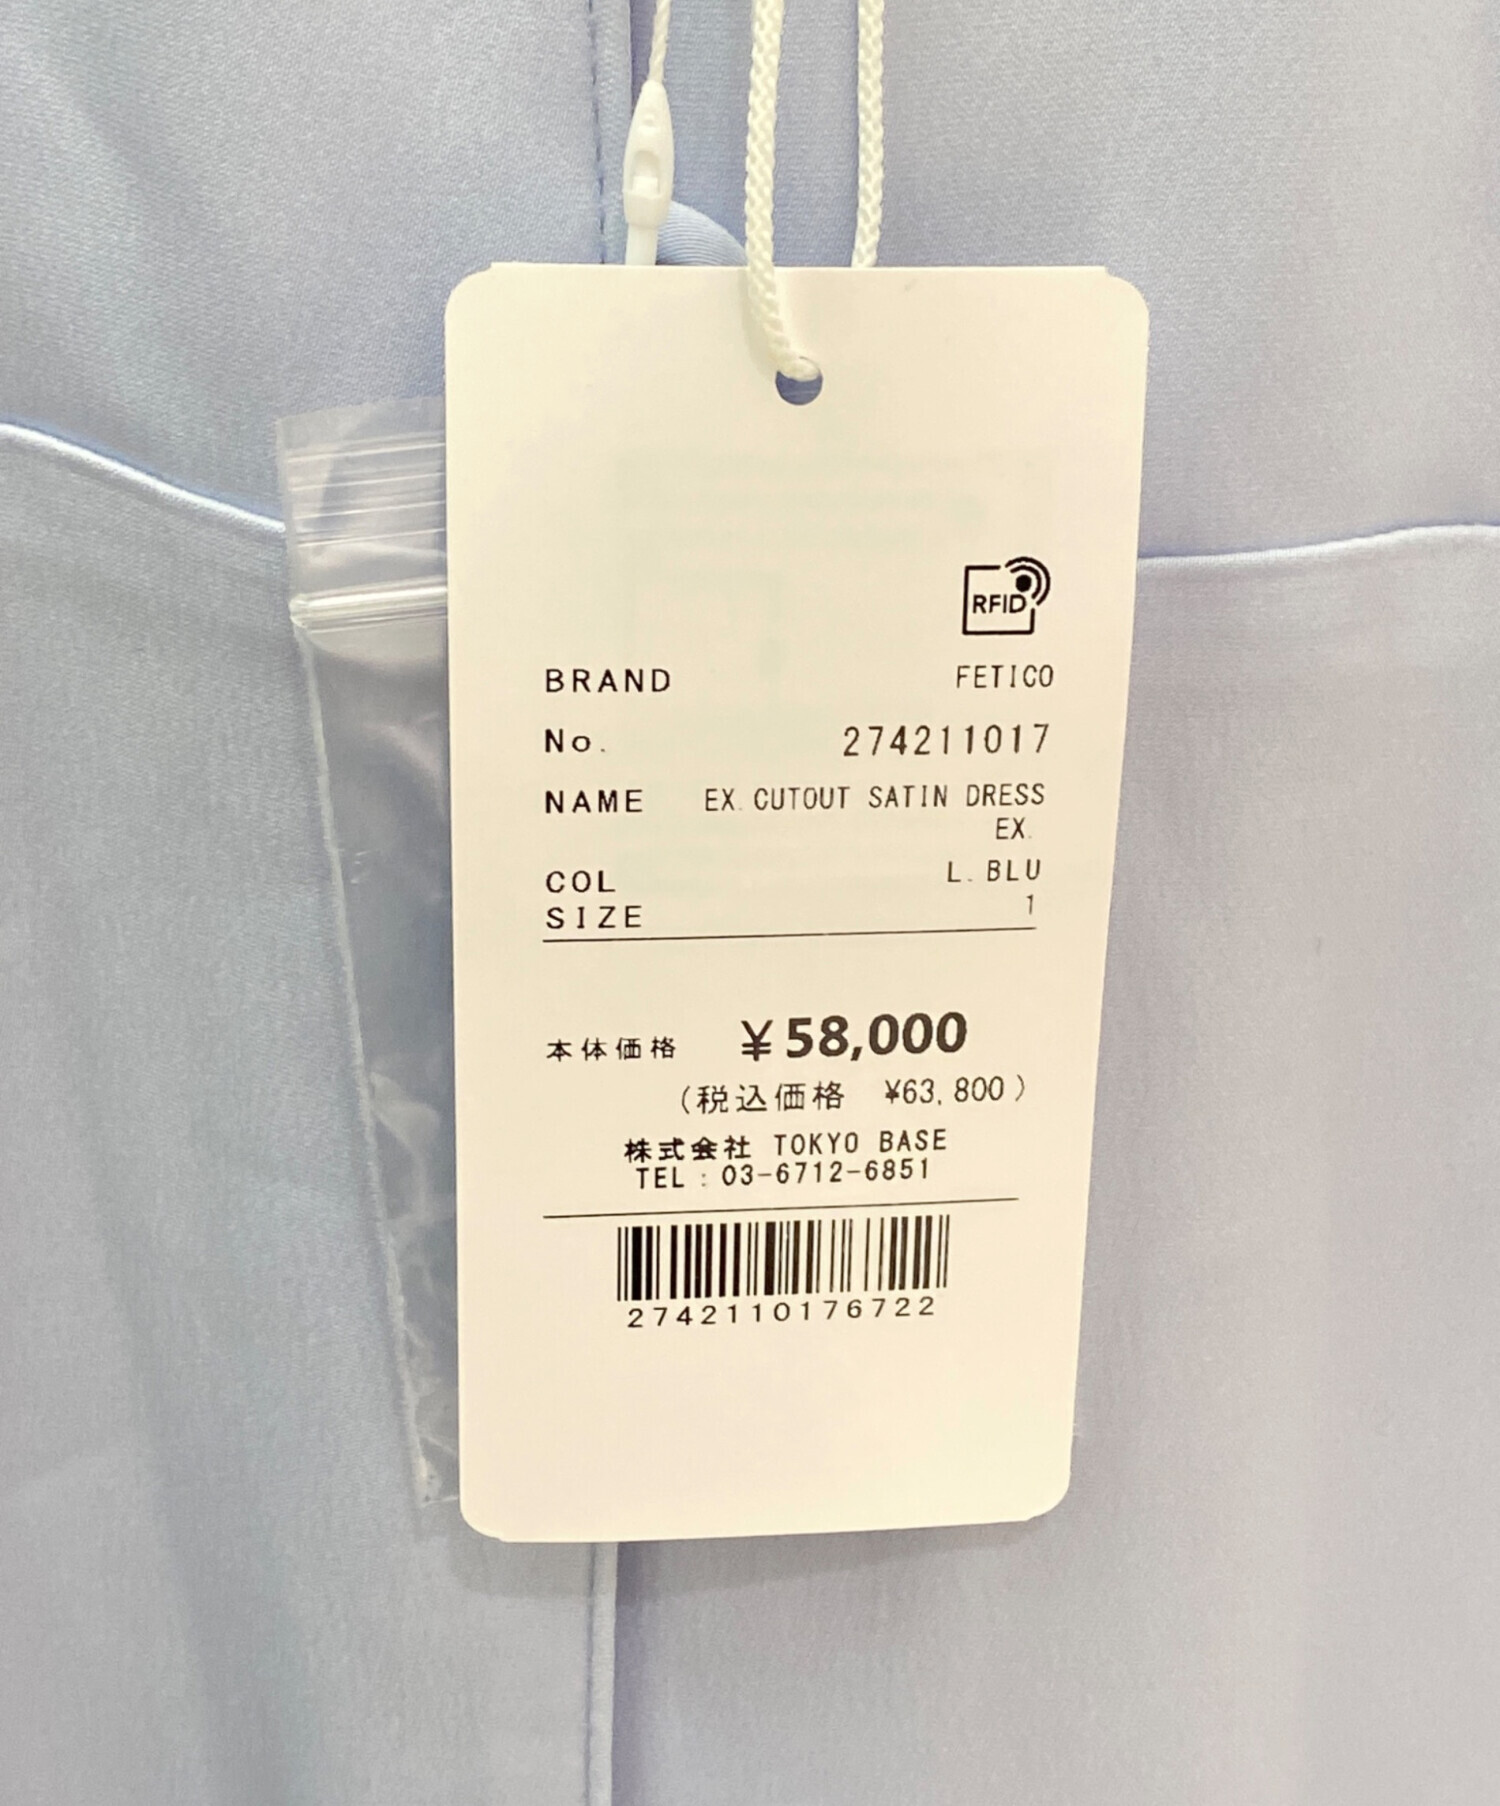 RFID
BRAND FETICO
No. 274211017
NAME EX.CUTOUT SATIN DRESS
EX.
COL L.BLU
SIZE 1
本体価格 ¥58,000
(税込価格 ¥63,800)
株式会社 TOKYO BASE
TEL:03-6712-6851
2742110176722